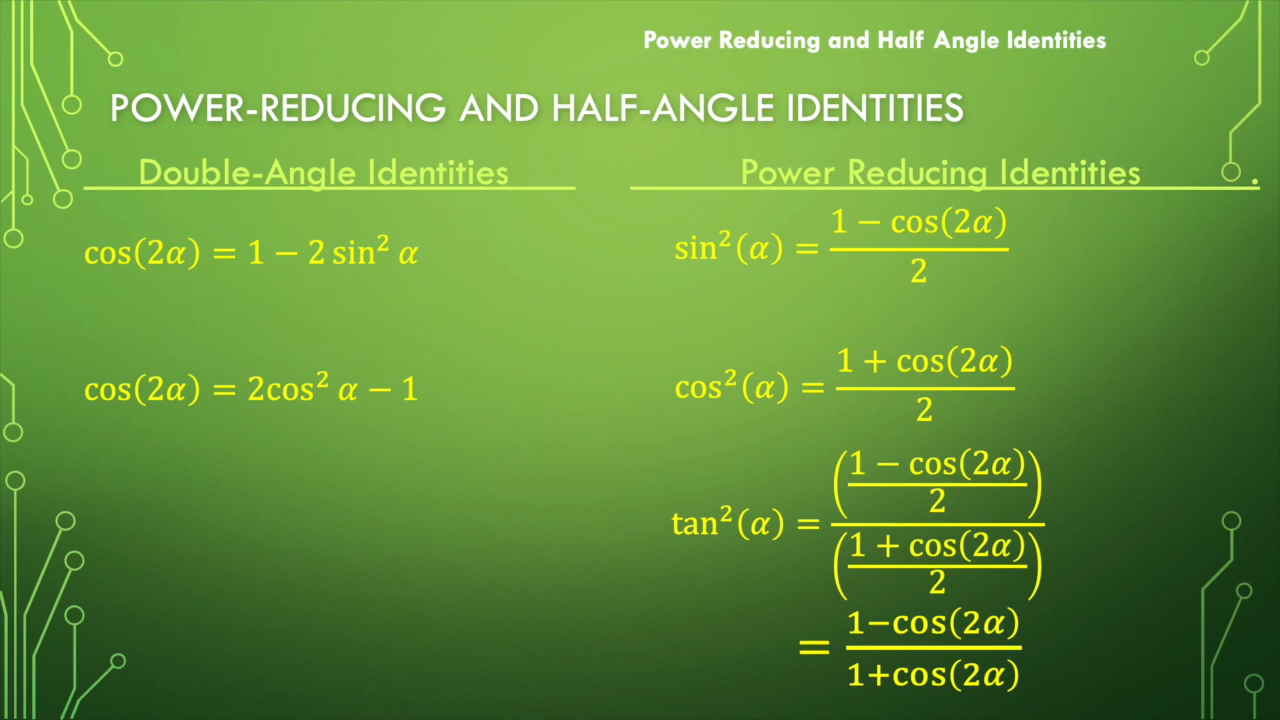 Power Reducing and Half Angle Identities
POWER-REDUCING AND HALF-ANGLE IDENTITIES
Double-Angle Identities
cos(2α) = 1 − 2 sin² α
cos(2α) = 2cos² α − 1
Power Reducing Identities .
sin²(α) = (1 − cos(2α))/2
cos²(α) = (1 + cos(2α))/2
tan²(α) = ((1 − cos(2α))/2)/((1 + cos(2α))/2)
= (1−cos(2α))/(1+cos(2α))